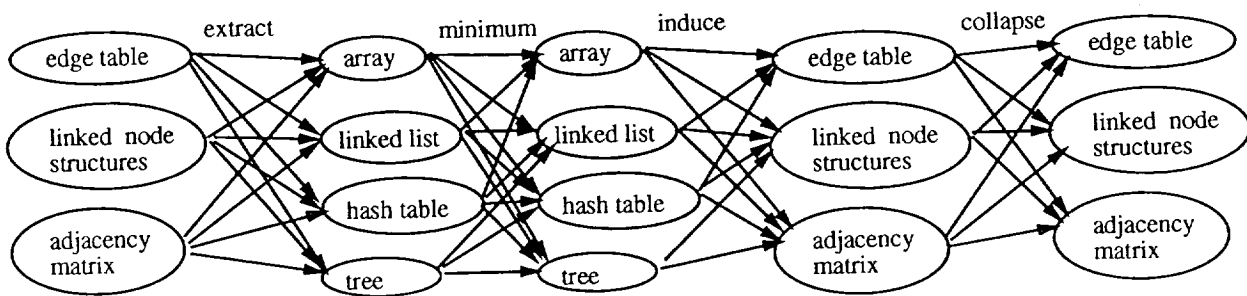 extract
minimum
induce
collapse
edge table
linked node
structures
adjacency
matrix
array
linked list
hash table
tree
array
linked list
hash table
tree
edge table
linked node
structures
adjacency
matrix
edge table
linked node
structures
adjacency
matrix